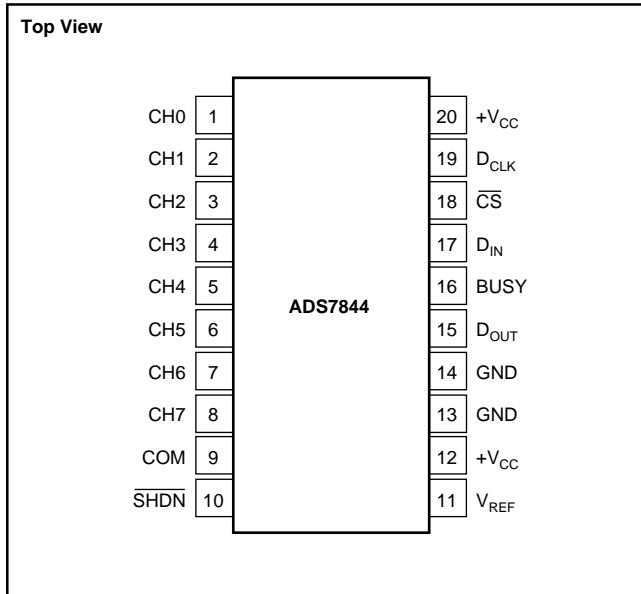 Top View
CH0 1 20 +VCC
CH1 2 19 DCLK
CH2 3 18 CS
CH3 4 17 DIN
CH4 5 16 BUSY
ADS7844
CH5 6 15 DOUT
CH6 7 14 GND
CH7 8 13 GND
COM 9 12 +VCC
SHDN 10 11 VREF